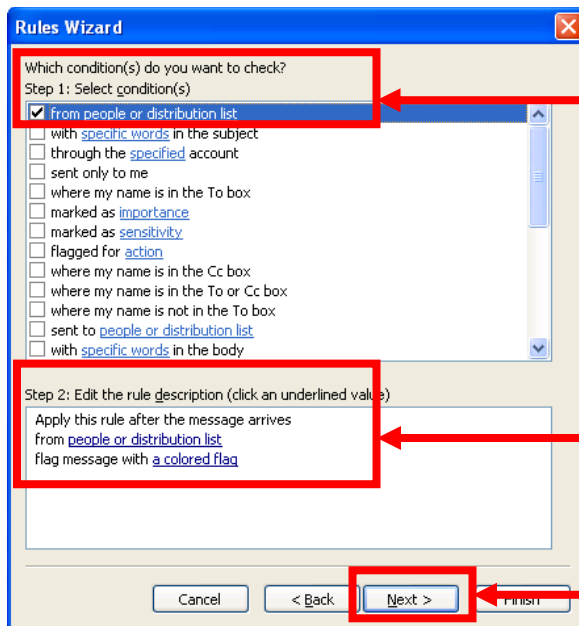 Rules Wizard
Which condition(s) do you want to check?
Step 1: Select condition(s)
from people or distribution list
with specific words in the subject
through the specified account
sent only to me
where my name is in the To box
marked as importance
marked as sensitivity
flagged for action
where my name is in the Cc box
where my name is in the To or Cc box
where my name is not in the To box
sent to people or distribution list
with specific words in the body
Step 2: Edit the rule description (click an underlined value)
Apply this rule after the message arrives
from people or distribution list
flag message with a colored flag
Cancel < Back Next > Finish